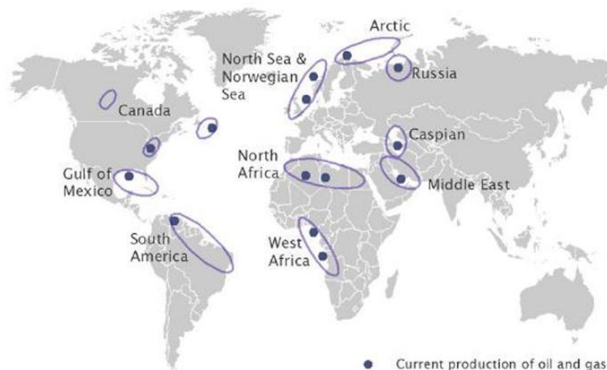 Arctic
North Sea &
Norwegian
Sea
Russia
Canada
Caspian
Gulf of
Mexico
North
Africa
Middle East
South
America
West
Africa
Current production of oil and gas